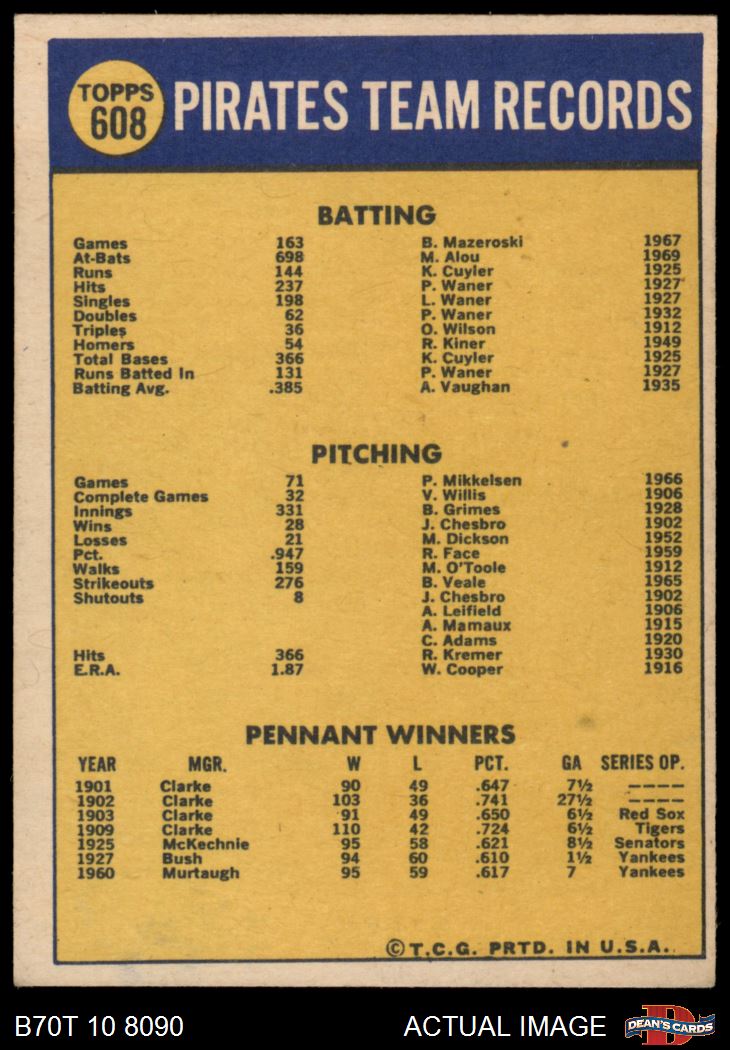 TOPPS
608
PIRATES TEAM RECORDS
BATTING
Games 163 B. Mazeroski 1967
At-Bats 698 M. Alou 1969
Runs 144 K. Cuyler 1925
Hits 237 P. Waner 1927
Singles 198 L. Waner 1927
Doubles 62 P. Waner 1932
Triples 36 O. Wilson 1912
Homers 54 R. Kiner 1949
Total Bases 366 K. Cuyler 1925
Runs Batted In 131 P. Waner 1927
Batting Avg. .385 A. Vaughan 1935
PITCHING
Games 71 P. Mikkelsen 1966
Complete Games 32 V. Willis 1906
Innings 331 B. Grimes 1928
Wins 28 J. Chesbro 1902
Losses 21 M. Dickson 1952
Pct. .947 R. Face 1959
Walks 159 M. O'Toole 1912
Strikeouts 276 B. Veale 1965
Shutouts 8 J. Chesbro 1902
A. Leifield 1906
A. Mamaux 1915
C. Adams 1920
Hits 366 R. Kremer 1930
E.R.A. 1.87 W. Cooper 1916
PENNANT WINNERS
YEAR MGR. W L PCT. GA SERIES OP.
1901 Clarke 90 49 .647 7½ ----
1902 Clarke 103 36 .741 27½ ----
1903 Clarke 91 49 .650 6½ Red Sox
1909 Clarke 110 42 .724 6½ Tigers
1925 McKechnie 95 58 .621 8½ Senators
1927 Bush 94 60 .610 1½ Yankees
1960 Murtaugh 95 59 .617 7 Yankees
© T.C.G. PRTD. IN U.S.A.
B70T 10 8090 ACTUAL IMAGE
D
DEAN'S CARDS